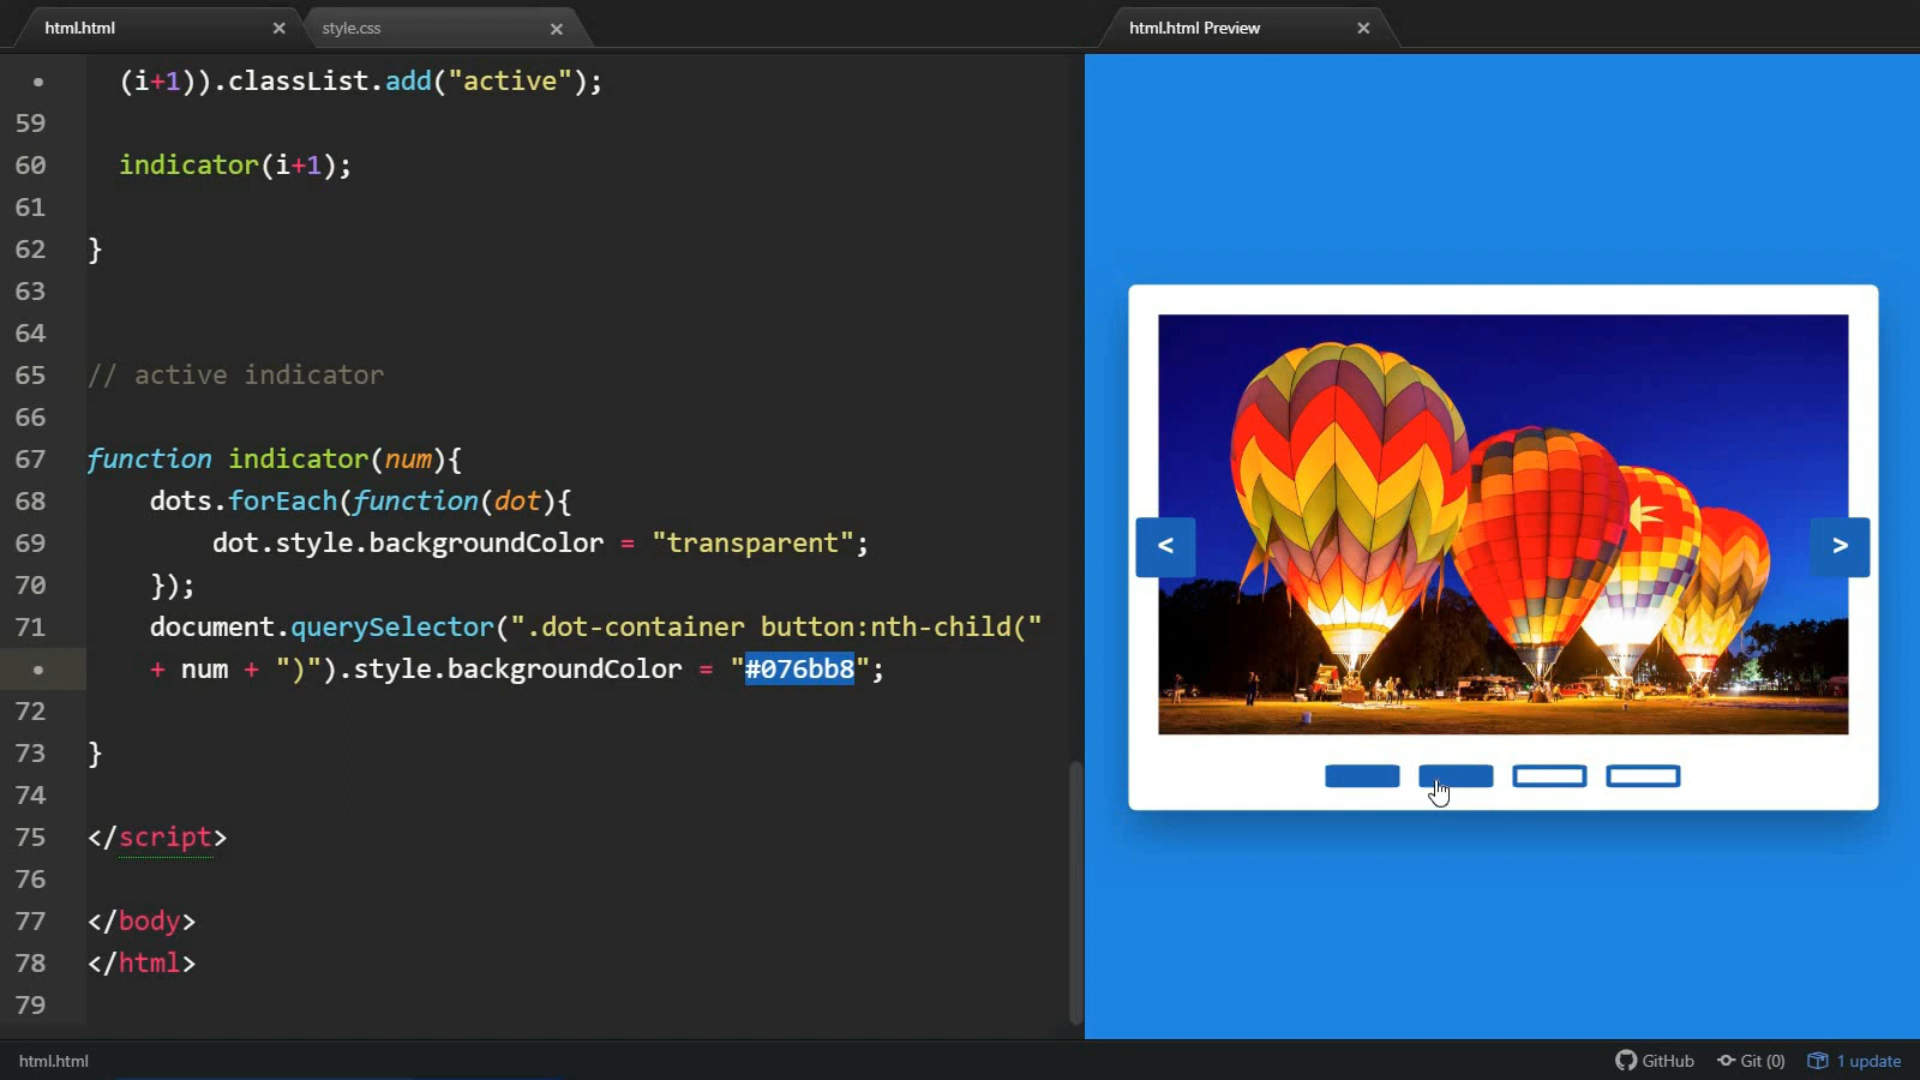 html.html
style.css
html.html Preview
(i+1)).classList.add("active");
59
60 indicator(i+1);
61
62 }
63
64
65 // active indicator
66
67 function indicator(num){
68 dots.forEach(function(dot){
69 dot.style.backgroundColor = "transparent";
70 });
71 document.querySelector(".dot-container button:nth-child("
+ num + ")").style.backgroundColor = "#076bb8";
72
73 }
74
75 </script>
76
77 </body>
78 </html>
79
<
>
html.html
GitHub
Git (0)
1 update